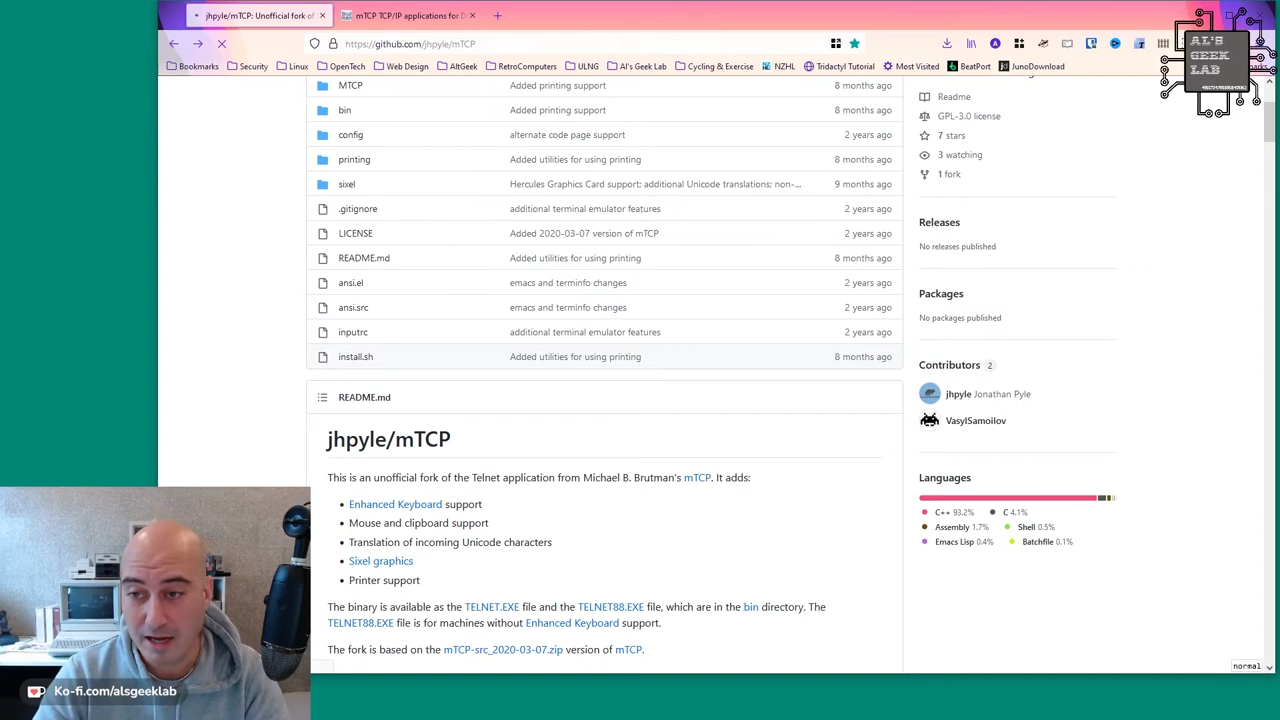 jhpyle/mTCP: Unofficial fork of
mTCP TCP/IP applications for D
https://github.com/jhpyle/mTCP
Bookmarks
Security
Linux
OpenTech
Web Design
AltGeek
RetroComputers
ULNG
Al's Geek Lab
Cycling & Exercise
NZHL
Tridactyl Tutorial
Most Visited
BeatPort
JunoDownload
AL'S
GEEK
LAB
MTCP Added printing support 8 months ago
bin Added printing support 8 months ago
config alternate code page support 2 years ago
printing Added utilities for using printing 8 months ago
sixel Hercules Graphics Card support; additional Unicode translations; non-... 9 months ago
.gitignore additional terminal emulator features 2 years ago
LICENSE Added 2020-03-07 version of mTCP 2 years ago
README.md Added utilities for using printing 8 months ago
ansi.el emacs and terminfo changes 2 years ago
ansi.src emacs and terminfo changes 2 years ago
inputrc additional terminal emulator features 2 years ago
install.sh Added utilities for using printing 8 months ago
README.md
jhpyle/mTCP
This is an unofficial fork of the Telnet application from Michael B. Brutman's mTCP. It adds:
• Enhanced Keyboard support
• Mouse and clipboard support
• Translation of incoming Unicode characters
• Sixel graphics
• Printer support
The binary is available as the TELNET.EXE file and the TELNET88.EXE file, which are in the bin directory. The
TELNET88.EXE file is for machines without Enhanced Keyboard support.
The fork is based on the mTCP-src_2020-03-07.zip version of mTCP.
Readme
GPL-3.0 license
7 stars
3 watching
1 fork
Releases
No releases published
Packages
No packages published
Contributors 2
jhpyle Jonathan Pyle
VasylSamoilov
Languages
C++ 93.2% C 4.1%
Assembly 1.7% Shell 0.5%
Emacs Lisp 0.4% Batchfile 0.1%
normal
Ko-fi.com/alsgeeklab